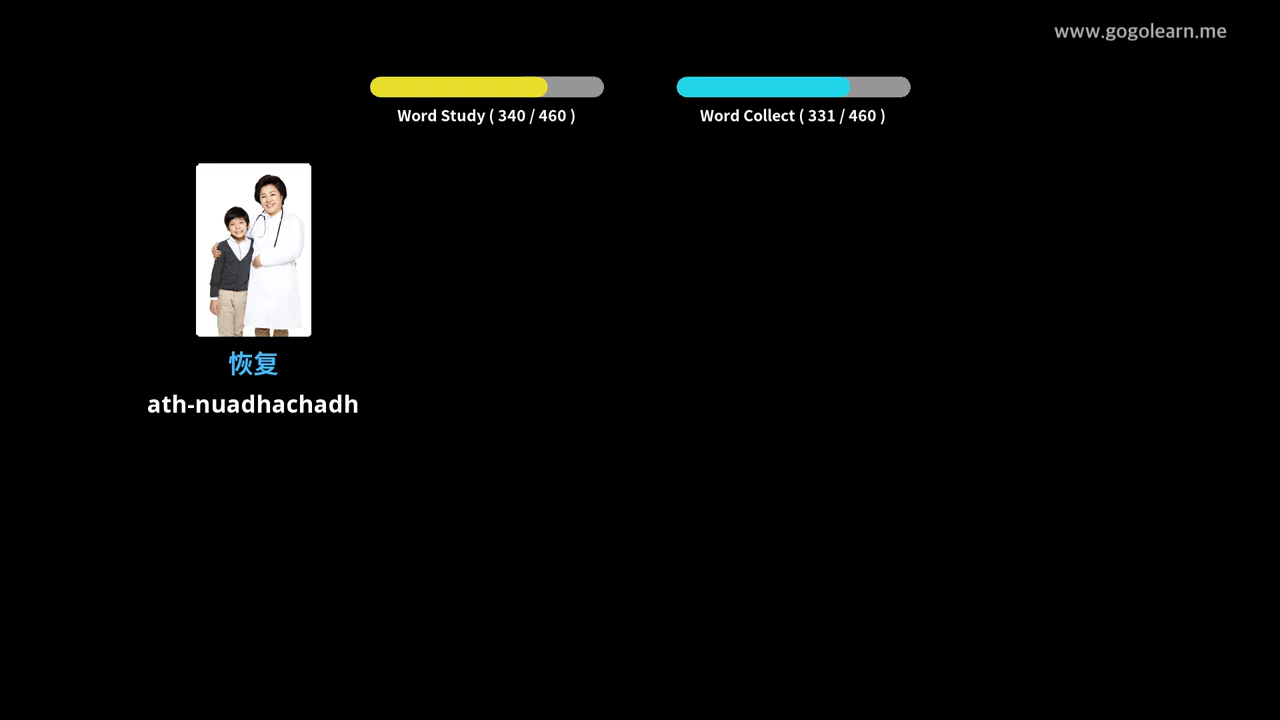 www.gogolearn.me
Word Study ( 340 / 460 )
Word Collect ( 331 / 460 )
恢复
ath-nuadhachadh